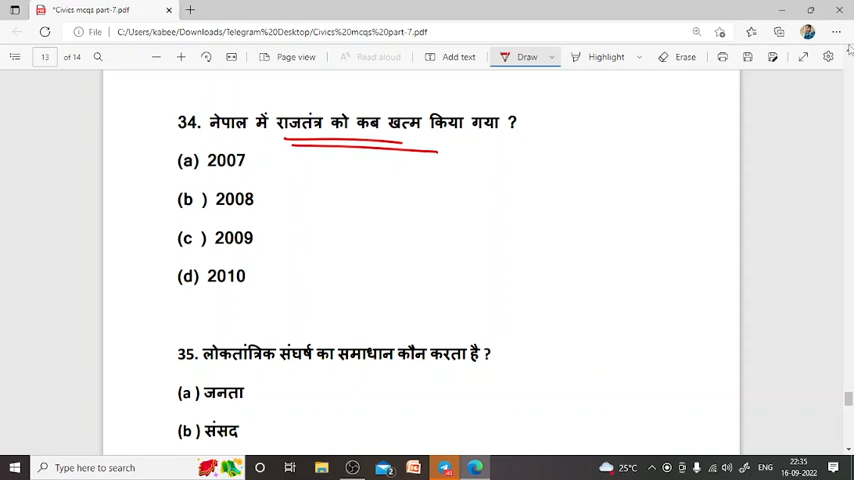 *Civics mcqs part-7.pdf
File
C:/Users/kabee/Downloads/Telegram%20Desktop/Civics%20mcqs%20part-7.pdf
13 of 14
Page view
Read aloud
Add text
Draw
Highlight
Erase
34. नेपाल में राजतंत्र को कब खत्म किया गया ?
(a) 2007
(b ) 2008
(c ) 2009
(d) 2010
35. लोकतांत्रिक संघर्ष का समाधान कौन करता है ?
(a ) जनता
(b ) संसद
Type here to search
2
25°C
ENG
22:35
16-09-2022